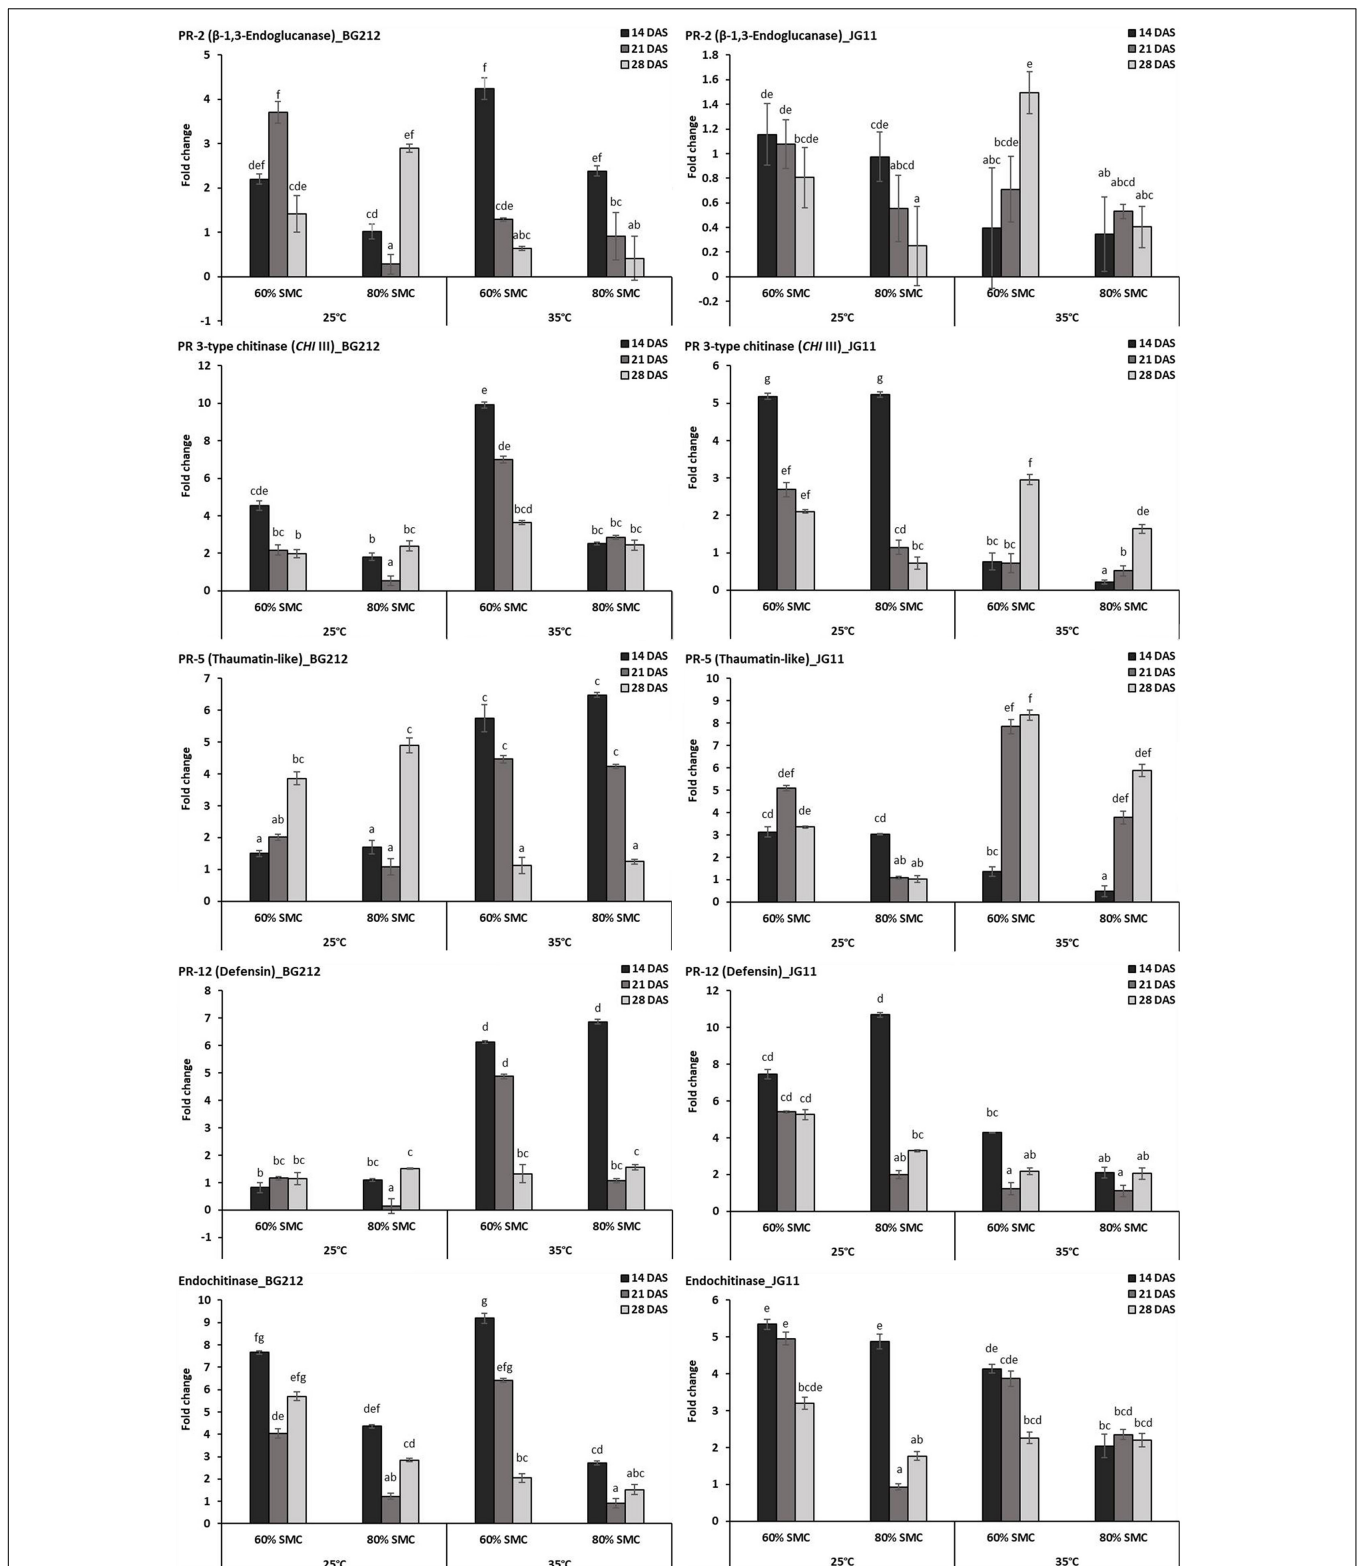 PR-2 (β-1,3-Endoglucanase)_BG212
14 DAS
21 DAS
28 DAS
Fold change
5
4
3
2
1
0
-1
def f cde
cd a ef
f cde abc
ef bc ab
60% SMC 80% SMC 60% SMC 80% SMC
25°C 35°C
PR-2 (β-1,3-Endoglucanase)_JG11
14 DAS
21 DAS
28 DAS
Fold change
1.8
1.6
1.4
1.2
1
0.8
0.6
0.4
0.2
0
-0.2
de de bcde
cde abcd a
abc bcde e
ab abcd abc
60% SMC 80% SMC 60% SMC 80% SMC
25°C 35°C
PR 3-type chitinase (CHI III)_BG212
14 DAS
21 DAS
28 DAS
Fold change
12
10
8
6
4
2
0
cde bc b
b a bc
e de bcd
bc bc bc
60% SMC 80% SMC 60% SMC 80% SMC
25°C 35°C
PR 3-type chitinase (CHI III)_JG11
14 DAS
21 DAS
28 DAS
Fold change
6
5
4
3
2
1
0
g ef ef
g cd bc
bc bc f
a b de
60% SMC 80% SMC 60% SMC 80% SMC
25°C 35°C
PR-5 (Thaumatin-like)_BG212
14 DAS
21 DAS
28 DAS
Fold change
7
6
5
4
3
2
1
0
a ab bc
a a c
c c a
c c a
60% SMC 80% SMC 60% SMC 80% SMC
25°C 35°C
PR-5 (Thaumatin-like)_JG11
14 DAS
21 DAS
28 DAS
Fold change
10
9
8
7
6
5
4
3
2
1
0
cd def de
cd ab ab
bc ef f
a def def
60% SMC 80% SMC 60% SMC 80% SMC
25°C 35°C
PR-12 (Defensin)_BG212
14 DAS
21 DAS
28 DAS
Fold change
8
7
6
5
4
3
2
1
0
-1
b bc bc
bc a c
d d bc
d bc c
60% SMC 80% SMC 60% SMC 80% SMC
25°C 35°C
PR-12 (Defensin)_JG11
14 DAS
21 DAS
28 DAS
Fold change
12
10
8
6
4
2
0
cd cd cd
d ab bc
bc a ab
ab a ab
60% SMC 80% SMC 60% SMC 80% SMC
25°C 35°C
Endochitinase_BG212
14 DAS
21 DAS
28 DAS
Fold change
10
9
8
7
6
5
4
3
2
1
0
fg de efg
def ab cd
g efg bc
cd a abc
60% SMC 80% SMC 60% SMC 80% SMC
25°C 35°C
Endochitinase_JG11
14 DAS
21 DAS
28 DAS
Fold change
6
5
4
3
2
1
0
e e bcde
e a ab
de cde bcd
bc bcd bcd
60% SMC 80% SMC 60% SMC 80% SMC
25°C 35°C